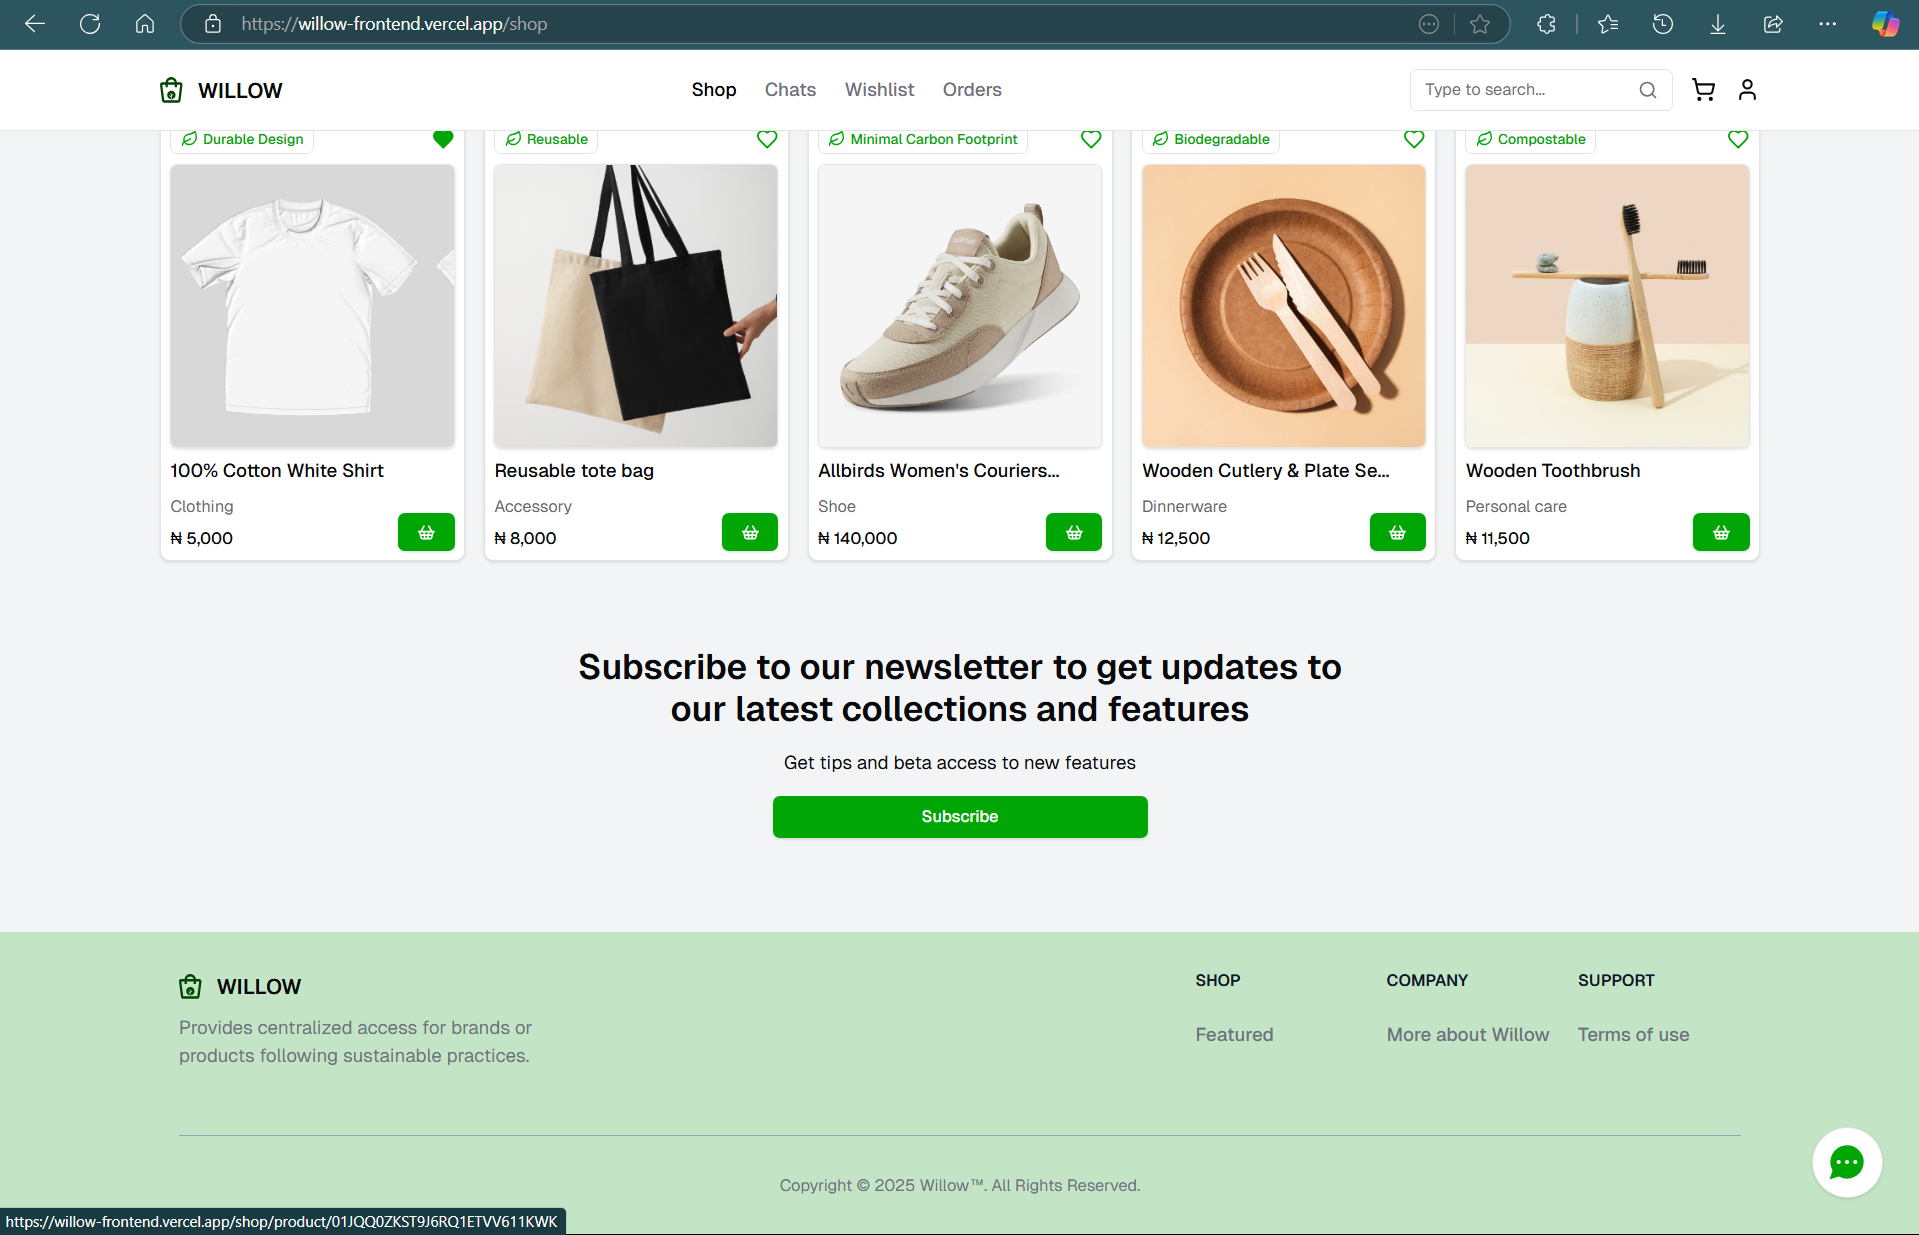 https://willow-frontend.vercel.app/shop
WILLOW
Shop
Chats
Wishlist
Orders
Type to search...
Durable Design
Reusable
Minimal Carbon Footprint
Biodegradable
Compostable
100% Cotton White Shirt
Clothing
₦ 5,000
Reusable tote bag
Accessory
₦ 8,000
Allbirds Women's Couriers...
Shoe
₦ 140,000
Wooden Cutlery & Plate Se...
Dinnerware
₦ 12,500
Wooden Toothbrush
Personal care
₦ 11,500
Subscribe to our newsletter to get updates to
our latest collections and features
Get tips and beta access to new features
Subscribe
WILLOW
Provides centralized access for brands or
products following sustainable practices.
SHOP
Featured
COMPANY
More about Willow
SUPPORT
Terms of use
Copyright © 2025 Willow™. All Rights Reserved.
https://willow-frontend.vercel.app/shop/product/01JQQ0ZKST9J6RQ1ETVV611KWK